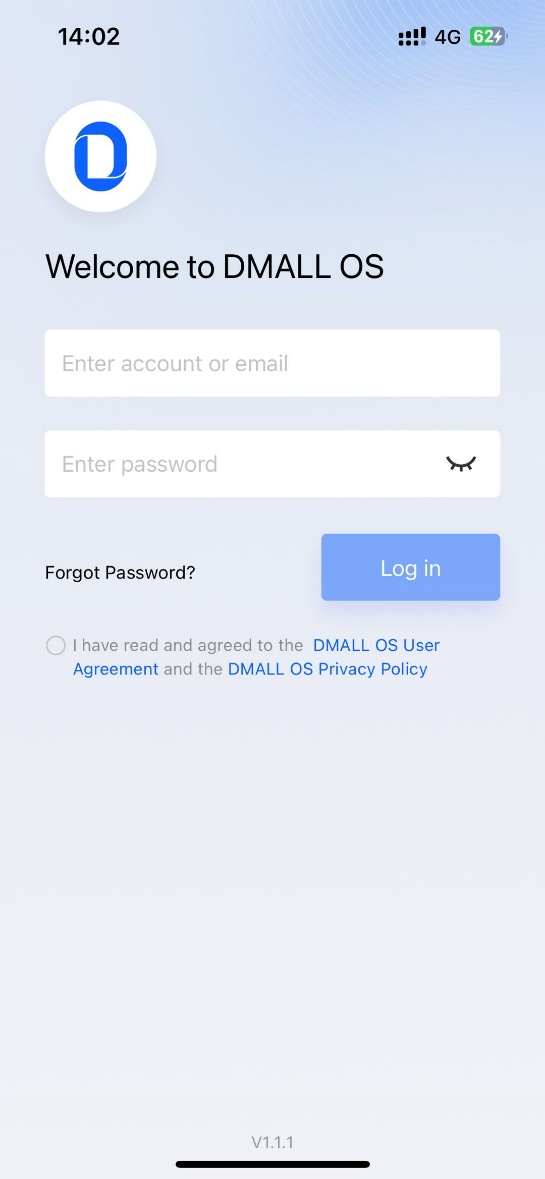 14:02
4G
62
Welcome to DMALL OS
Enter account or email
Enter password
Forgot Password?
Log in
I have read and agreed to the DMALL OS User
Agreement and the DMALL OS Privacy Policy
V1.1.1